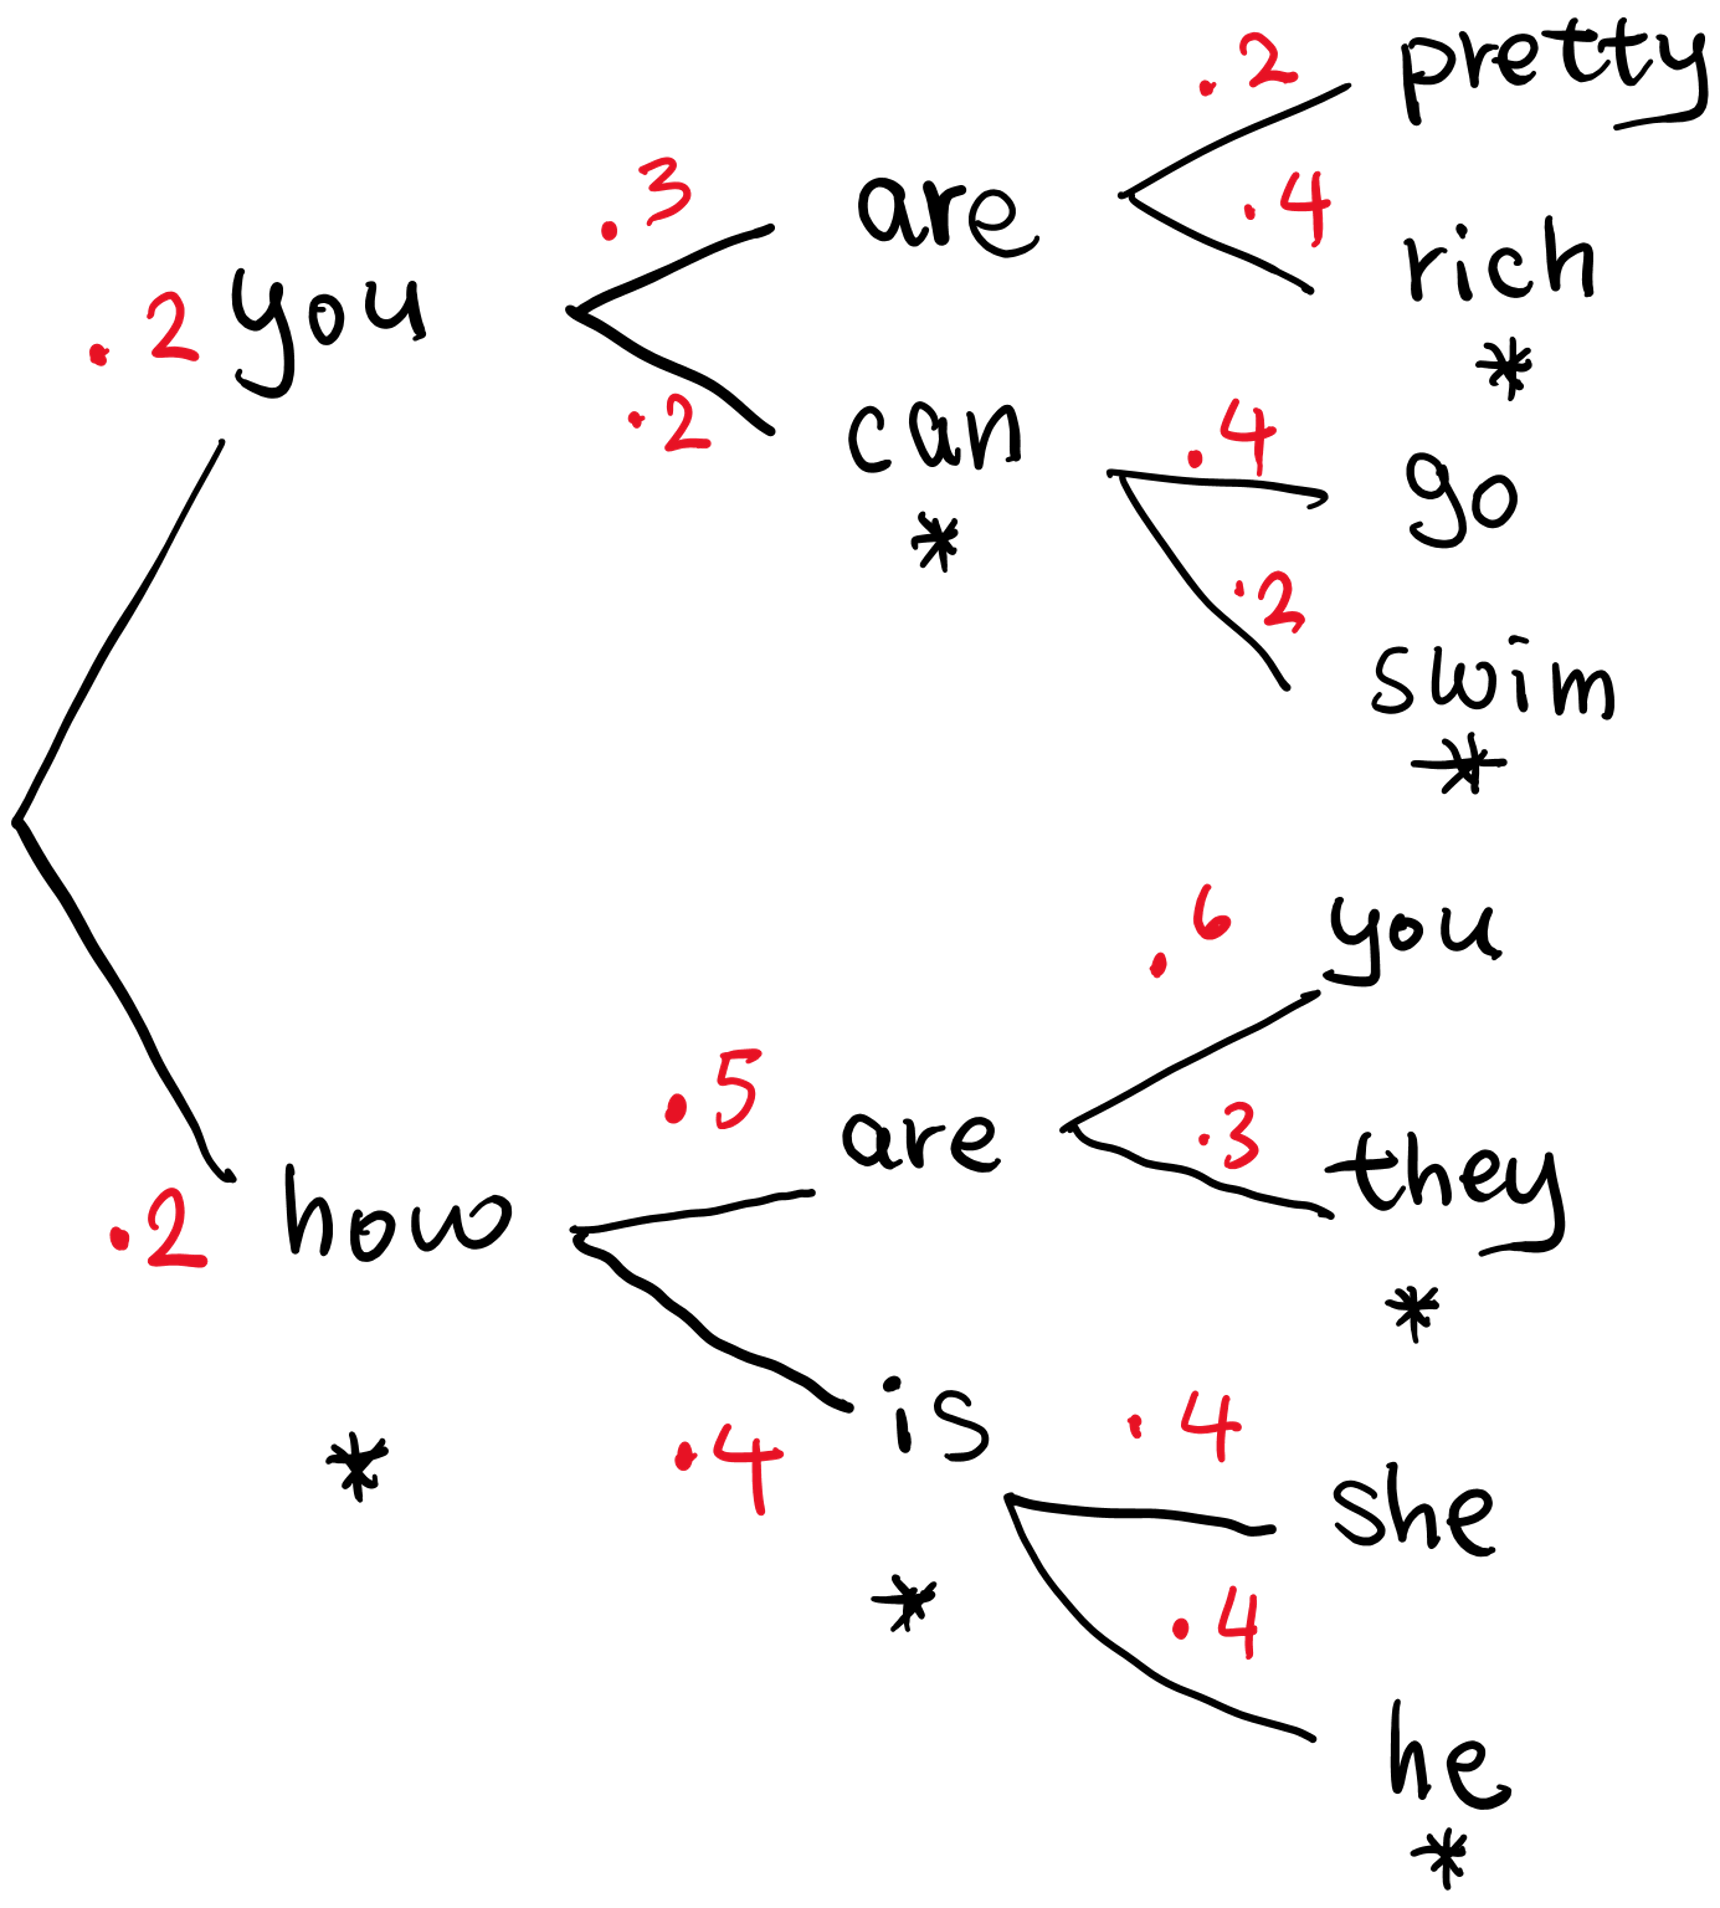 .2 pretty
.3 are
.4 rich
.2 you
*
.2 can
.4 go
*
.2 swim
*
.6 you
.5 are
.3 they
.2 how
*
*
.4 is
.4 she
*
.4 he
*